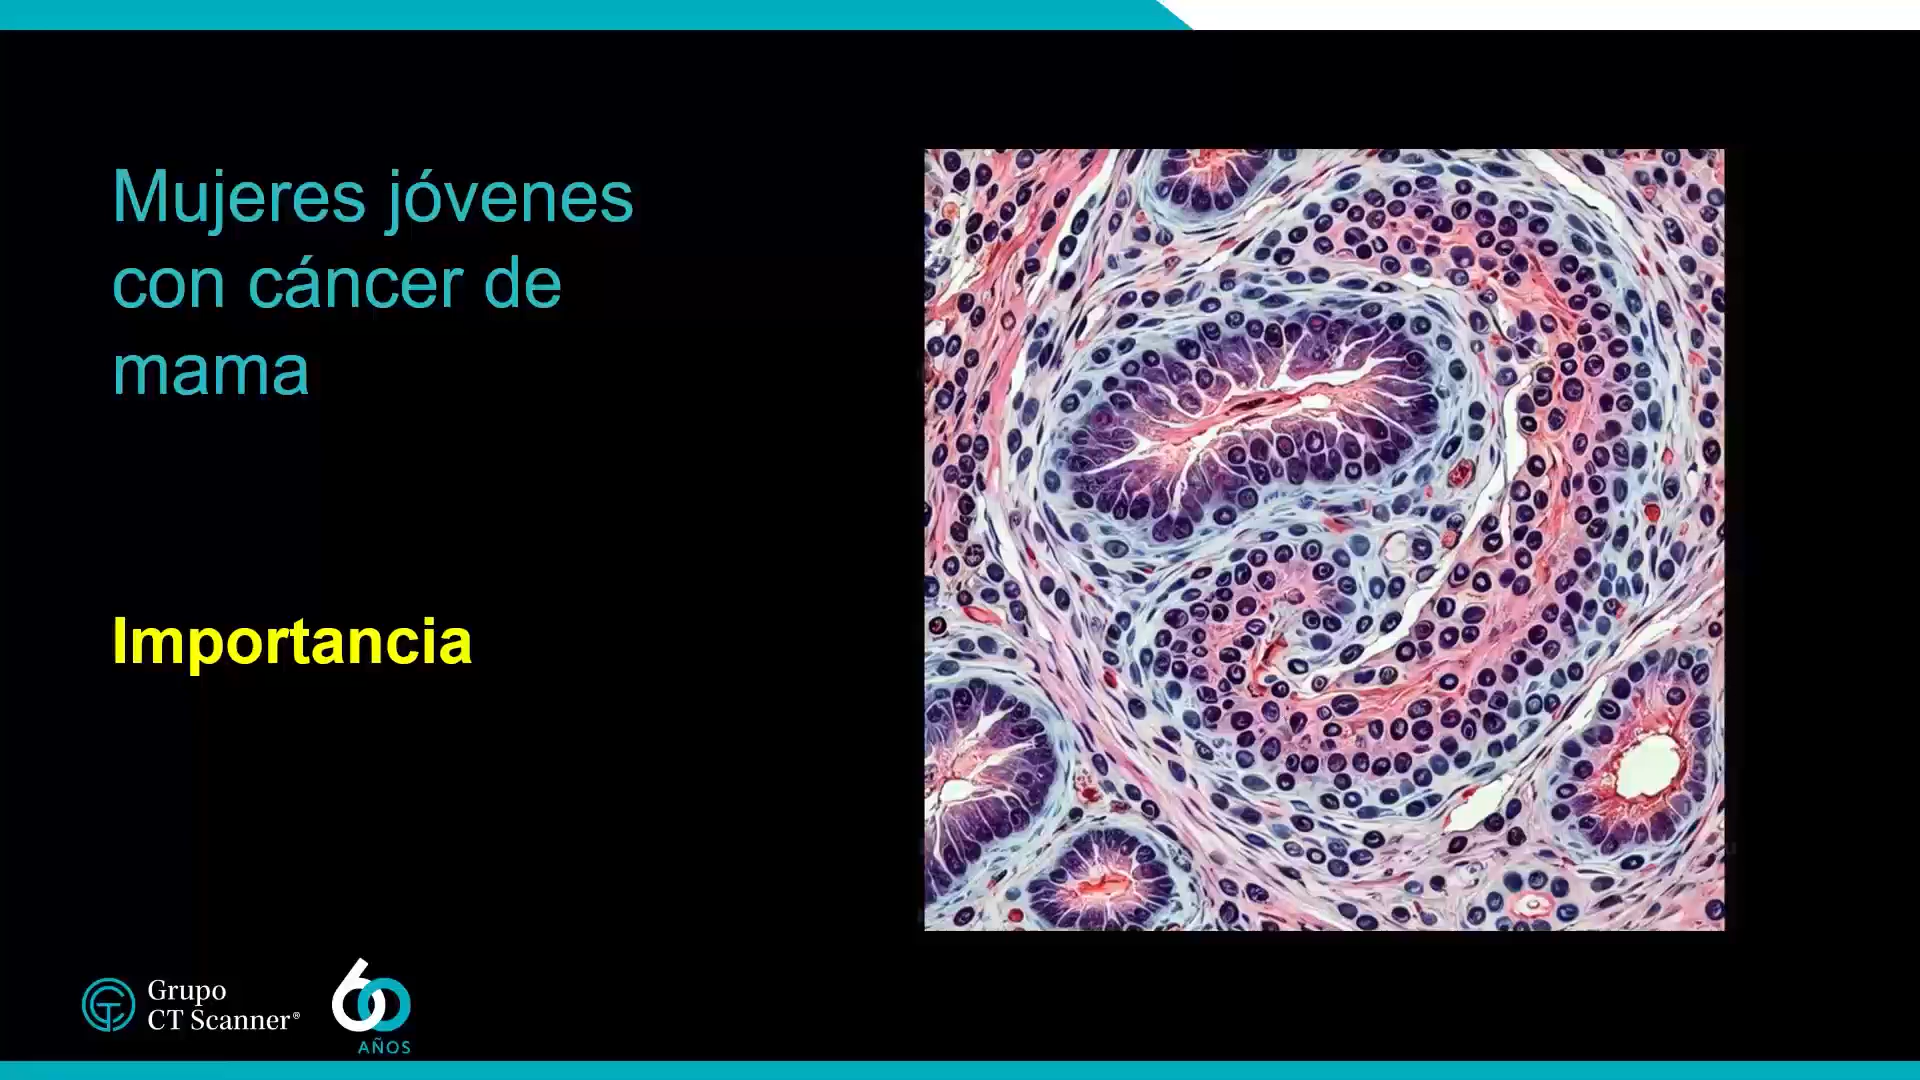 Mujeres jóvenes
con cáncer de
mama
Importancia
Grupo
CT Scanner®
60
AÑOS